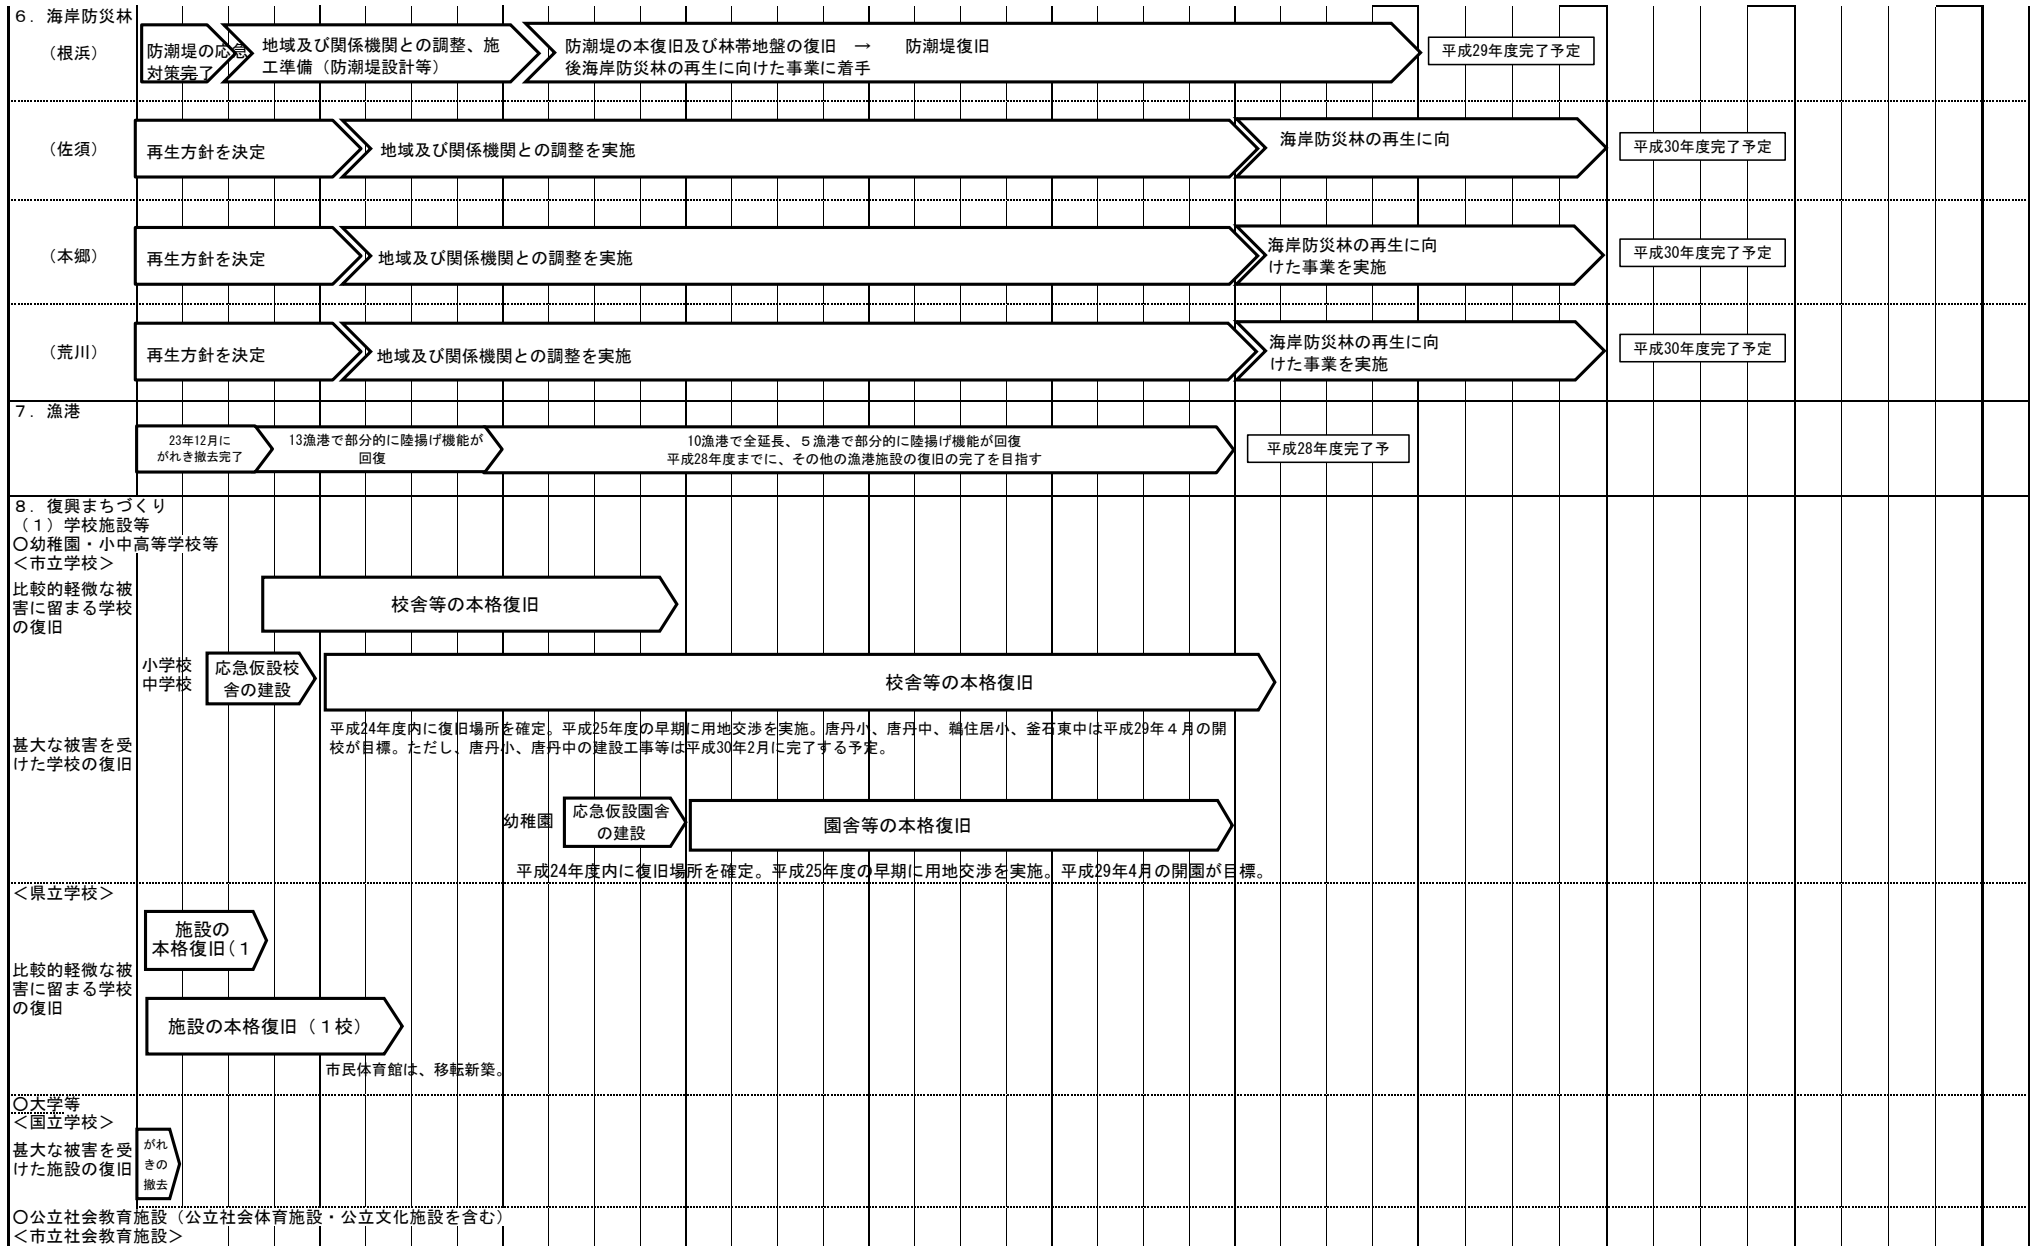 ６．海岸防災林
（根浜）
防潮堤の応急
対策完了
地域及び関係機関との調整、施
工準備（防潮堤設計等）
防潮堤の本復旧及び林帯地盤の復旧　→　　防潮堤復旧
後海岸防災林の再生に向けた事業に着手
平成29年度完了予定
（佐須）
再生方針を決定
地域及び関係機関との調整を実施
海岸防災林の再生に向
平成30年度完了予定
（本郷）
再生方針を決定
地域及び関係機関との調整を実施
海岸防災林の再生に向
けた事業を実施
平成30年度完了予定
（荒川）
再生方針を決定
地域及び関係機関との調整を実施
海岸防災林の再生に向
けた事業を実施
平成30年度完了予定
７．漁港
23年12月に
がれき撤去完了
13漁港で部分的に陸揚げ機能が
回復
10漁港で全延長、５漁港で部分的に陸揚げ機能が回復
平成28年度までに、その他の漁港施設の復旧の完了を目指す
平成28年度完了予
８．復興まちづくり
（１）学校施設等
〇幼稚園・小中高等学校等
＜市立学校＞
比較的軽微な被
害に留まる学校
の復旧
校舎等の本格復旧
小学校
中学校
応急仮設校
舎の建設
校舎等の本格復旧
平成24年度内に復旧場所を確定。平成25年度の早期に用地交渉を実施。唐丹小、唐丹中、鵜住居小、釜石東中は平成29年４月の開
校が目標。ただし、唐丹小、唐丹中の建設工事等は平成30年2月に完了する予定。
甚大な被害を受
けた学校の復旧
幼稚園
応急仮設園舎
の建設
園舎等の本格復旧
平成24年度内に復旧場所を確定。平成25年度の早期に用地交渉を実施。平成29年4月の開園が目標。
＜県立学校＞
施設の
本格復旧（１
比較的軽微な被
害に留まる学校
の復旧
施設の本格復旧（１校）
市民体育館は、移転新築。
〇大学等
＜国立学校＞
甚大な被害を受
けた施設の復旧
がれ
きの
撤去
〇公立社会教育施設（公立社会体育施設・公立文化施設を含む）
＜市立社会教育施設＞